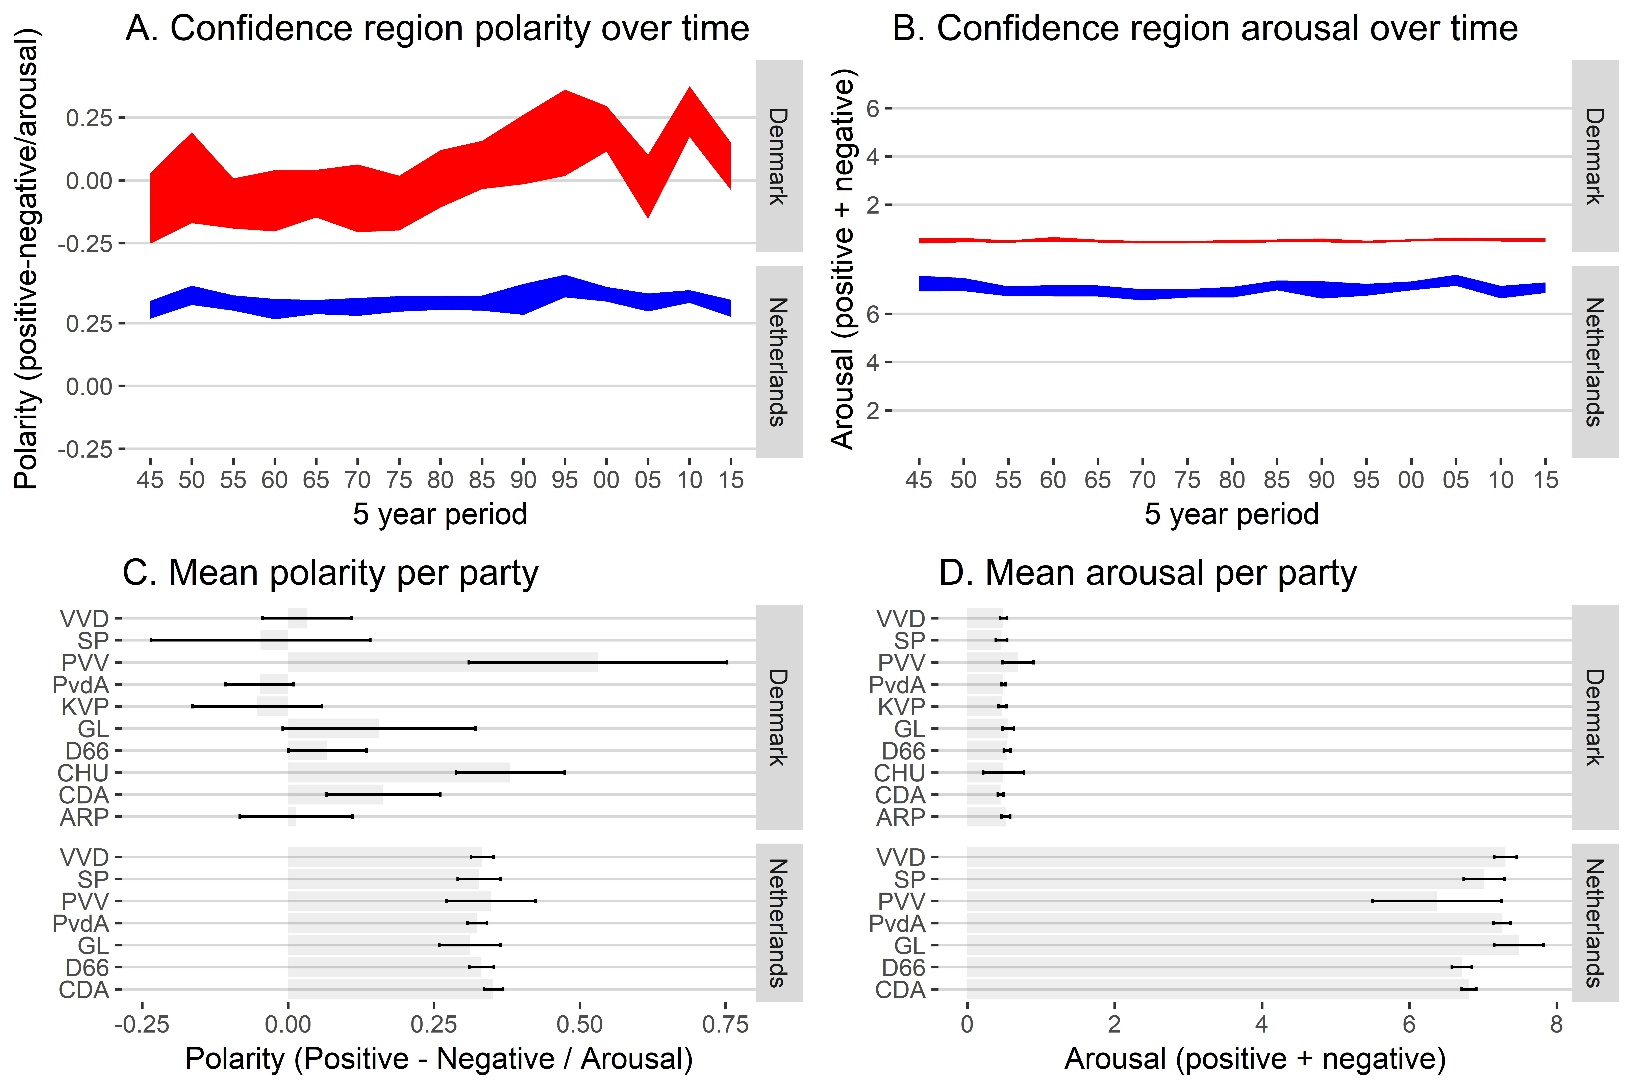 A. Confidence region polarity over time
Polarity (positive-negative/arousal)
0.25
0.00
-0.25
Denmark
0.25
0.00
-0.25
Netherlands
45 50 55 60 65 70 75 80 85 90 95 00 05 10 15
5 year period
B. Confidence region arousal over time
Arousal (positive + negative)
6
4
2
Denmark
6
4
2
Netherlands
45 50 55 60 65 70 75 80 85 90 95 00 05 10 15
5 year period
C. Mean polarity per party
VVD
SP
PVV
PvdA
KVP
GL
D66
CHU
CDA
ARP
Denmark
VVD
SP
PVV
PvdA
GL
D66
CDA
Netherlands
-0.25 0.00 0.25 0.50 0.75
Polarity (Positive - Negative / Arousal)
D. Mean arousal per party
VVD
SP
PVV
PvdA
KVP
GL
D66
CHU
CDA
ARP
Denmark
VVD
SP
PVV
PvdA
GL
D66
CDA
Netherlands
0 2 4 6 8
Arousal (positive + negative)